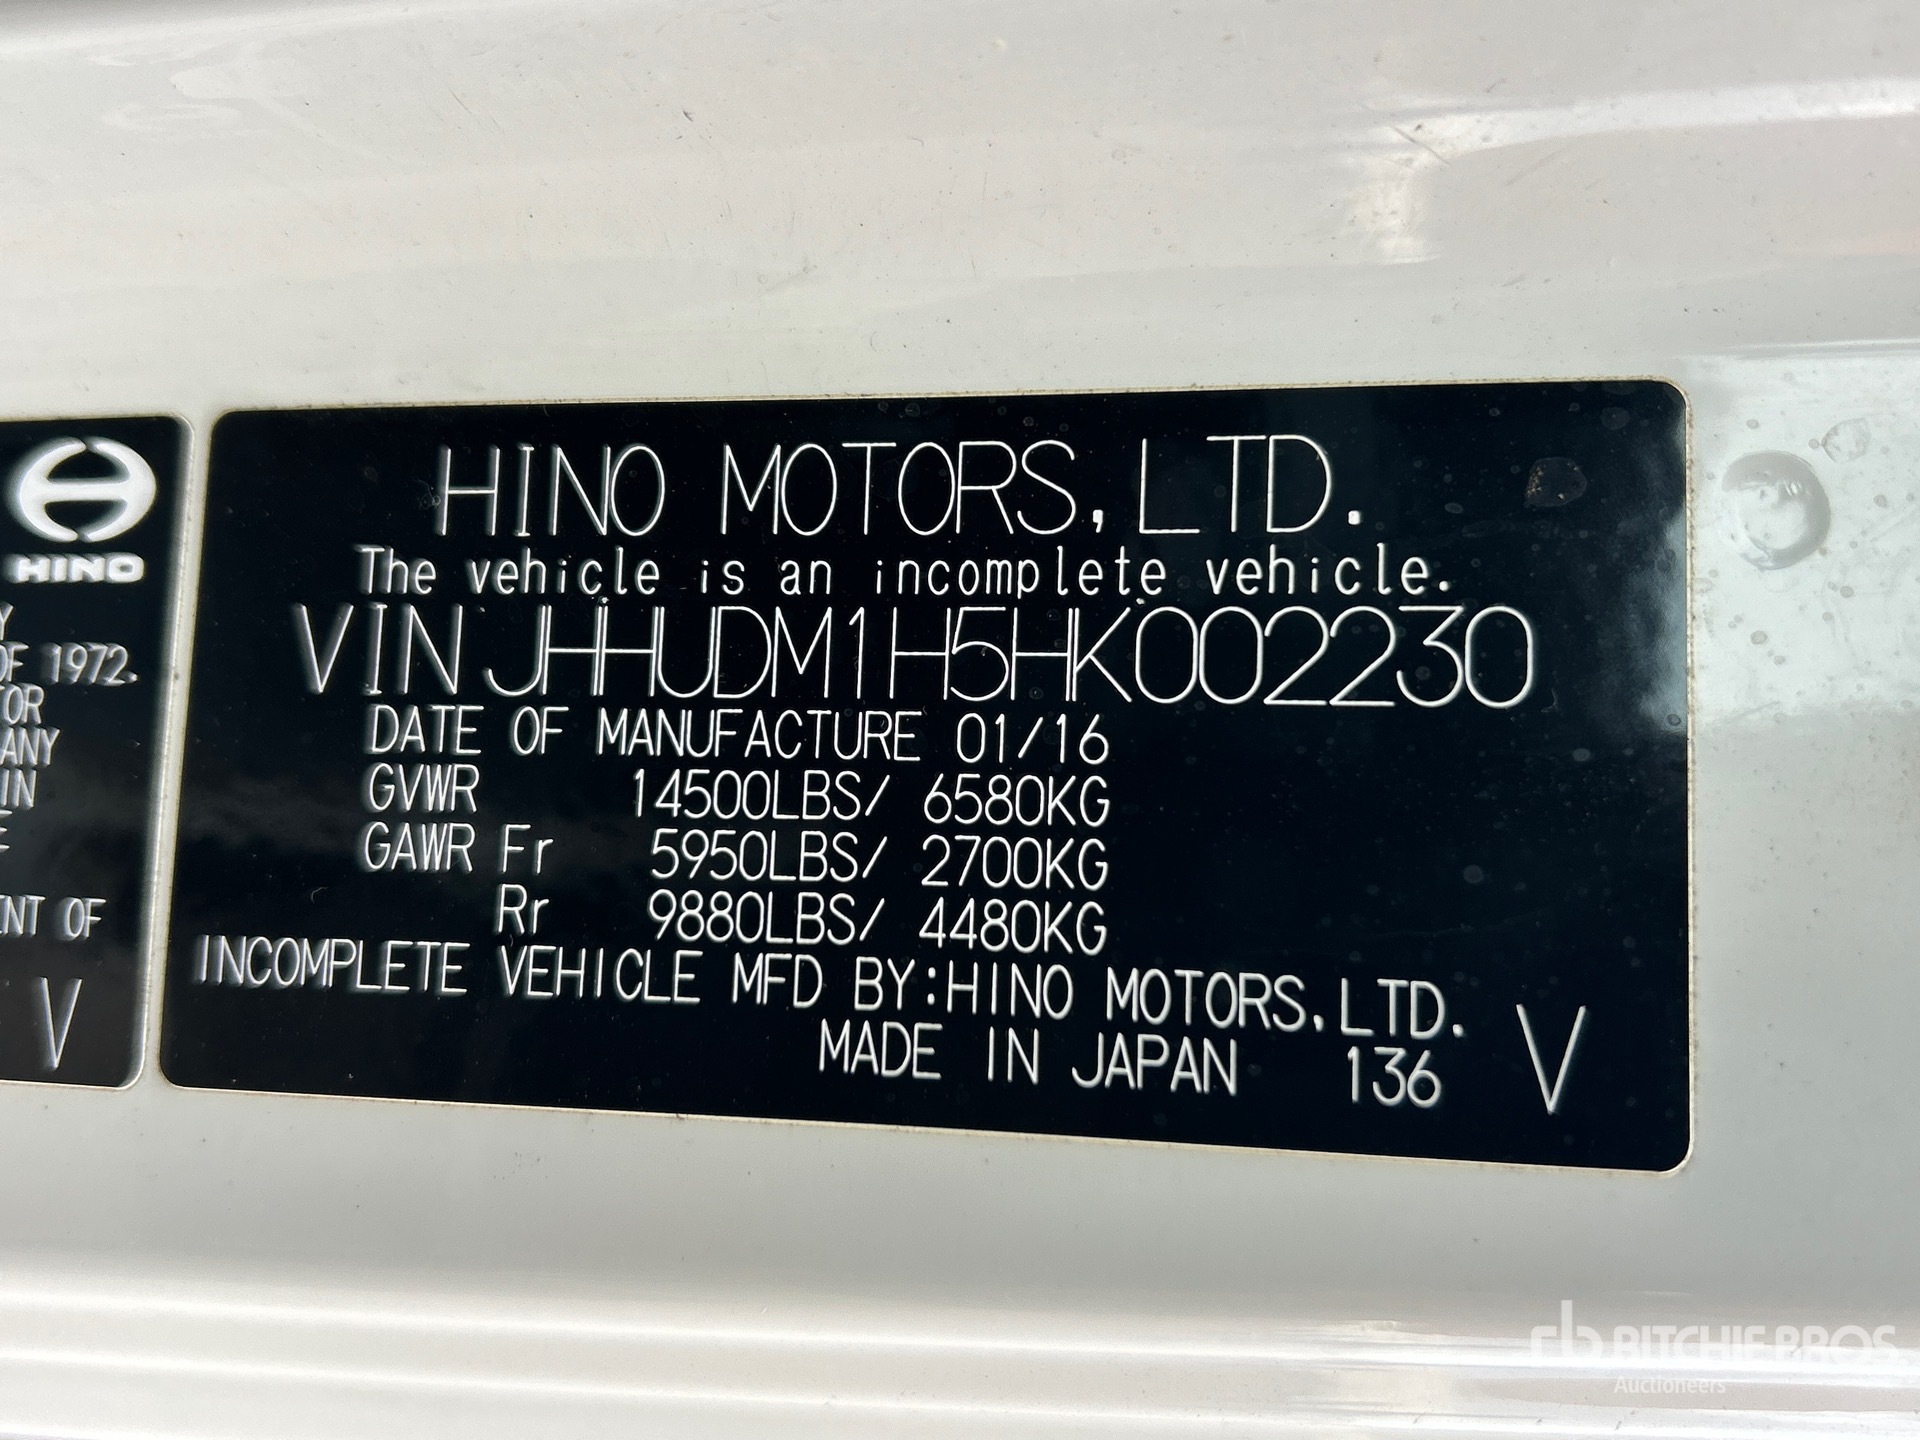 HINO
Y
OF 1972.
TOR
ANY
IN
F
ENT OF
V
HINO MOTORS, LTD.
The vehicle is an incomplete vehicle.
VIN JHHUDM1H5HK002230
DATE OF MANUFACTURE 01/16
GVWR 14500LBS/ 6580KG
GAWR Fr 5950LBS/ 2700KG
Rr 9880LBS/ 4480KG
INCOMPLETE VEHICLE MFD BY:HINO MOTORS,LTD.
MADE IN JAPAN 136 V
rb RITCHIE BROS
Auctioneers